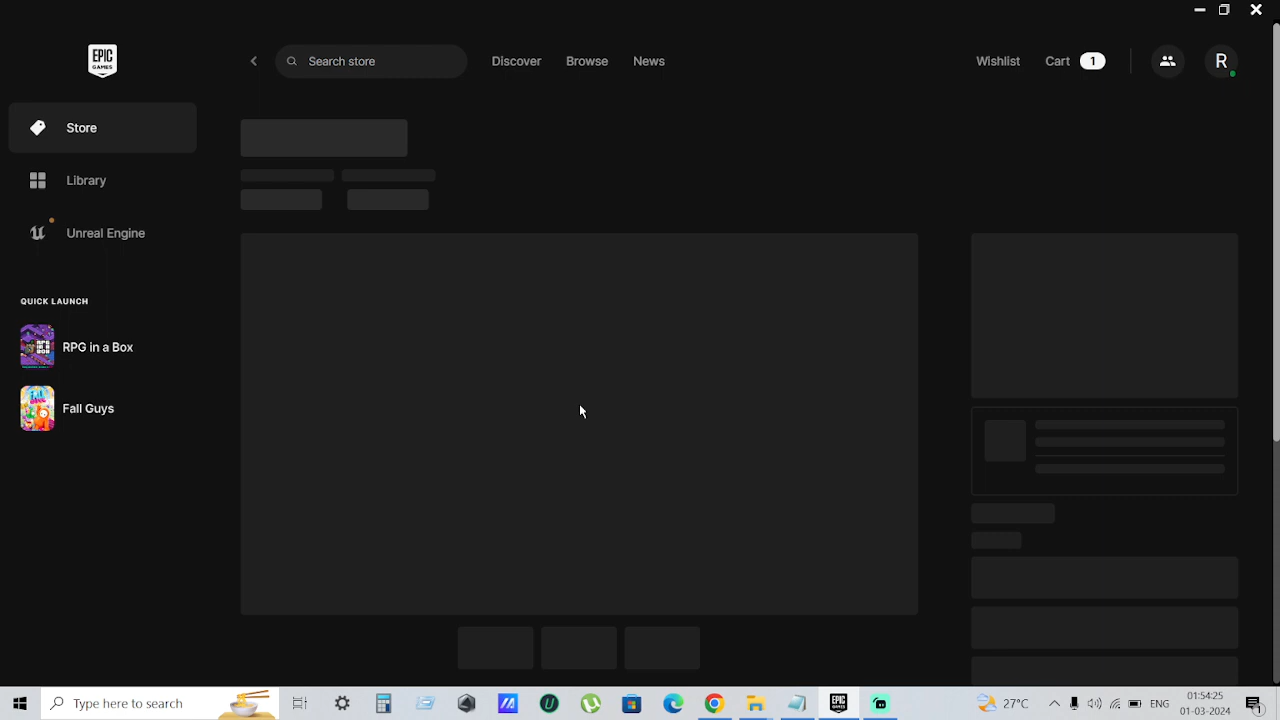 EPIC
GAMES
Search store
Discover
Browse
News
Wishlist
Cart
1
R
Store
Library
Unreal Engine
QUICK LAUNCH
RPG in a Box
Fall Guys
Type here to search
27°C
ENG
01:54:25
01-03-2024
1